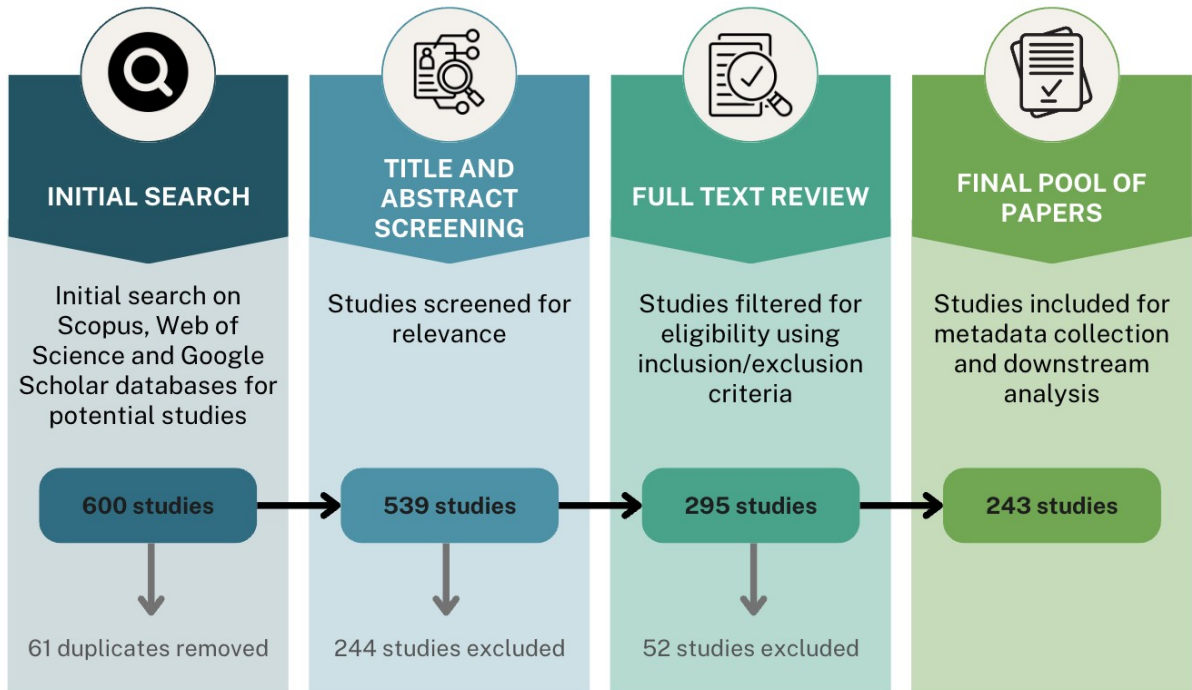 INITIAL SEARCH
Initial search on
Scopus, Web of
Science and Google
Scholar databases for
potential studies
600 studies
61 duplicates removed
TITLE AND
ABSTRACT
SCREENING
Studies screened for
relevance
539 studies
244 studies excluded
FULL TEXT REVIEW
Studies filtered for
eligibility using
inclusion/exclusion
criteria
295 studies
52 studies excluded
FINAL POOL OF
PAPERS
Studies included for
metadata collection
and downstream
analysis
243 studies